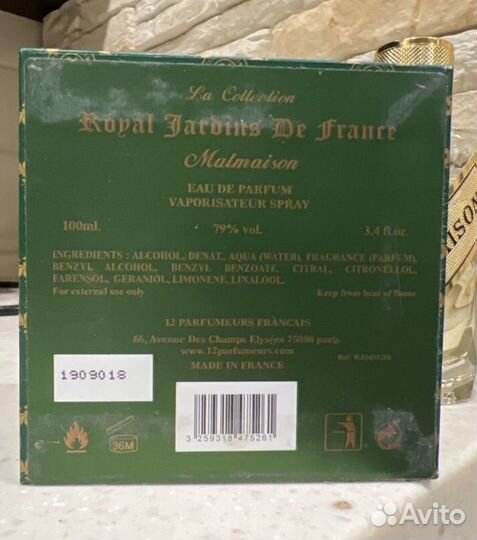 La Collection
Royal Jardins De France
Malmaison
EAU DE PARFUM
VAPORISATEUR SPRAY
100ml. 79% vol. 3.4 fl.oz.
INGREDIENTS : ALCOHOL, DENAT., AQUA (WATER), FRAGRANCE (PARFUM),
BENZYL ALCOHOL, BENZYL BENZOATE, CITRAL, CITRONELLOL,
FARENSOL, GERANIOL, LIMONENE, LINALOOL.
For external use only Keep from heat of flame
12 PARFUMEURS FRANCAIS
66, Avenue Des Champs Elysées 75008 paris
www.12parfumeurs.com
MADE IN FRANCE
1909018
36M
3 259318 475261
Avito